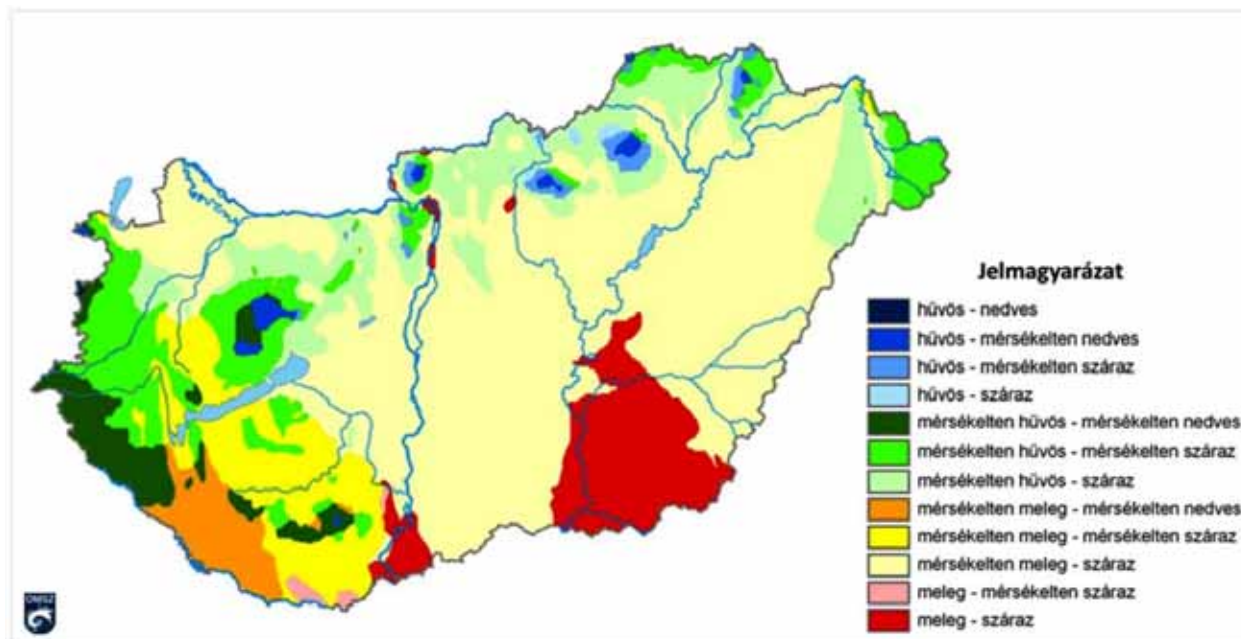 Jelmagyarázat
hűvös - nedves
hűvös - mérsékelten nedves
hűvös - mérsékelten száraz
hűvös - száraz
mérsékelten hűvös - mérsékelten nedves
mérsékelten hűvös - mérsékelten száraz
mérsékelten hűvös - száraz
mérsékelten meleg - mérsékelten nedves
mérsékelten meleg - mérsékelten száraz
mérsékelten meleg - száraz
meleg - mérsékelten száraz
meleg - száraz
OMSZ